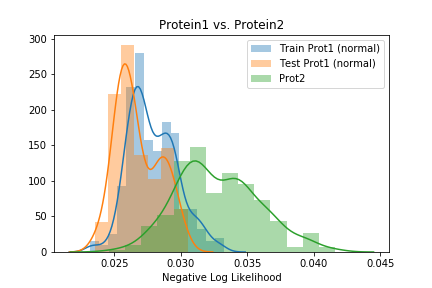 Protein1 vs. Protein2
300
250
200
150
100
50
0
Train Prot1 (normal)
Test Prot1 (normal)
Prot2
0.025 0.030 0.035 0.040 0.045
Negative Log Likelihood